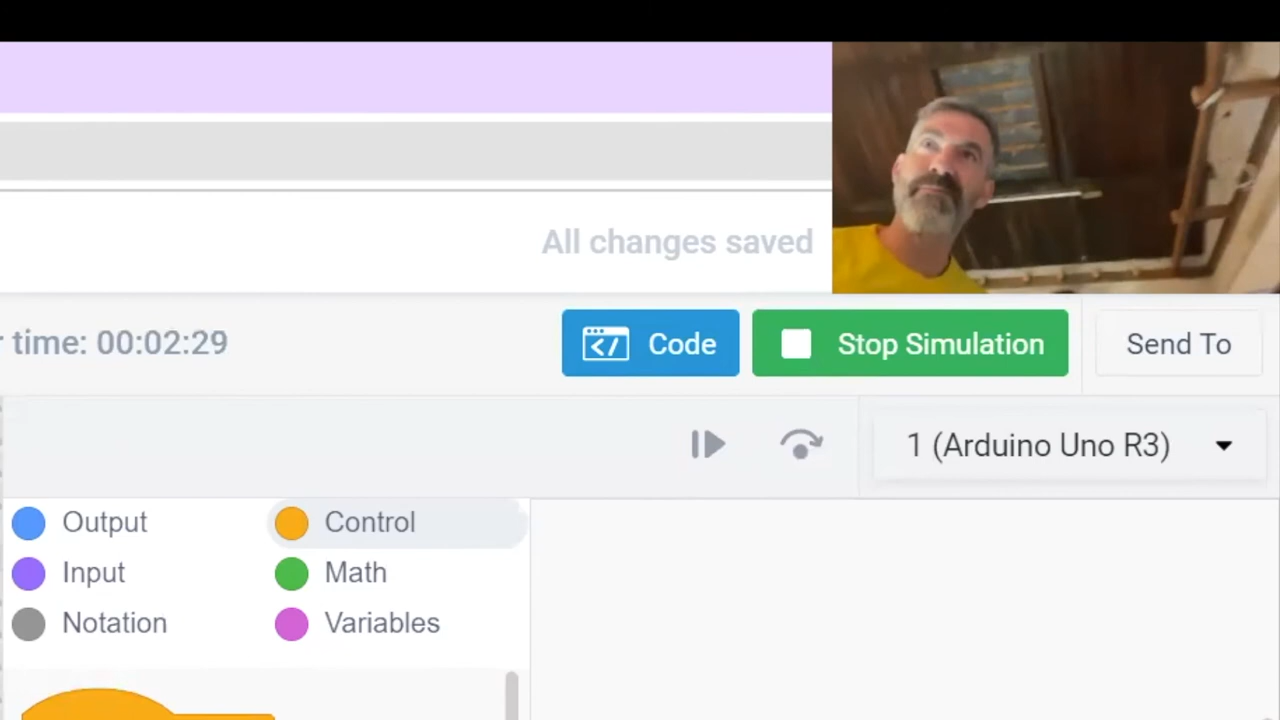 All changes saved
time: 00:02:29
Code
Stop Simulation
Send To
1 (Arduino Uno R3)
Output
Control
Input
Math
Notation
Variables